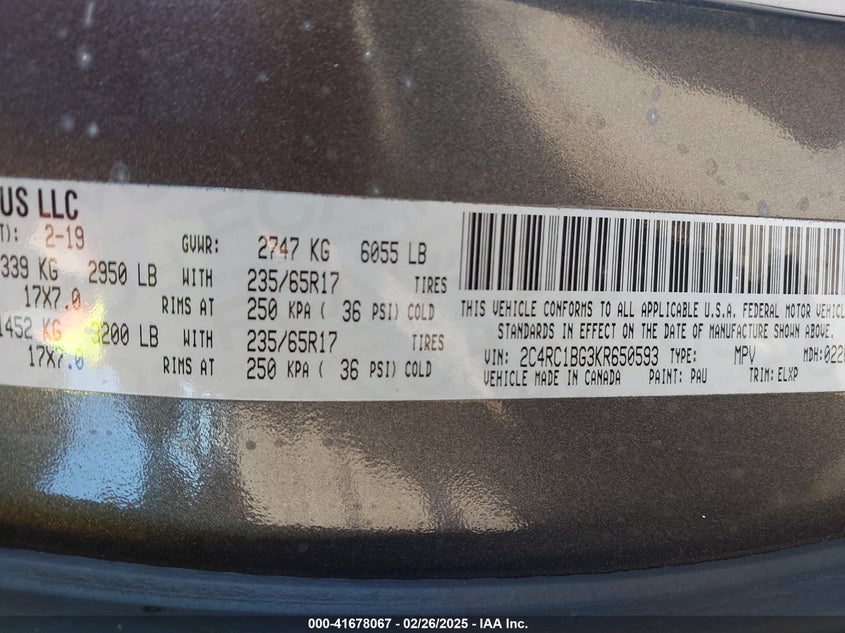 US LLC
T): 2-19 GVWR: 2747 KG 6055 LB
339 KG 2950 LB WITH 235/65R17 TIRES
17X7.0 RIMS AT 250 KPA ( 36 PSI) COLD
1452 KG 3200 LB WITH 235/65R17 TIRES
17X7.0 RIMS AT 250 KPA ( 36 PSI) COLD
THIS VEHICLE CONFORMS TO ALL APPLICABLE U.S.A. FEDERAL MOTOR VEHICL
STANDARDS IN EFFECT ON THE DATE OF MANUFACTURE SHOWN ABOVE.
VIN: 2C4RC1BG3KR650593 TYPE: MPV MDH: 022
VEHICLE MADE IN CANADA PAINT: PAU TRIM: ELXP
000-41678067 - 02/26/2025 - IAA Inc.